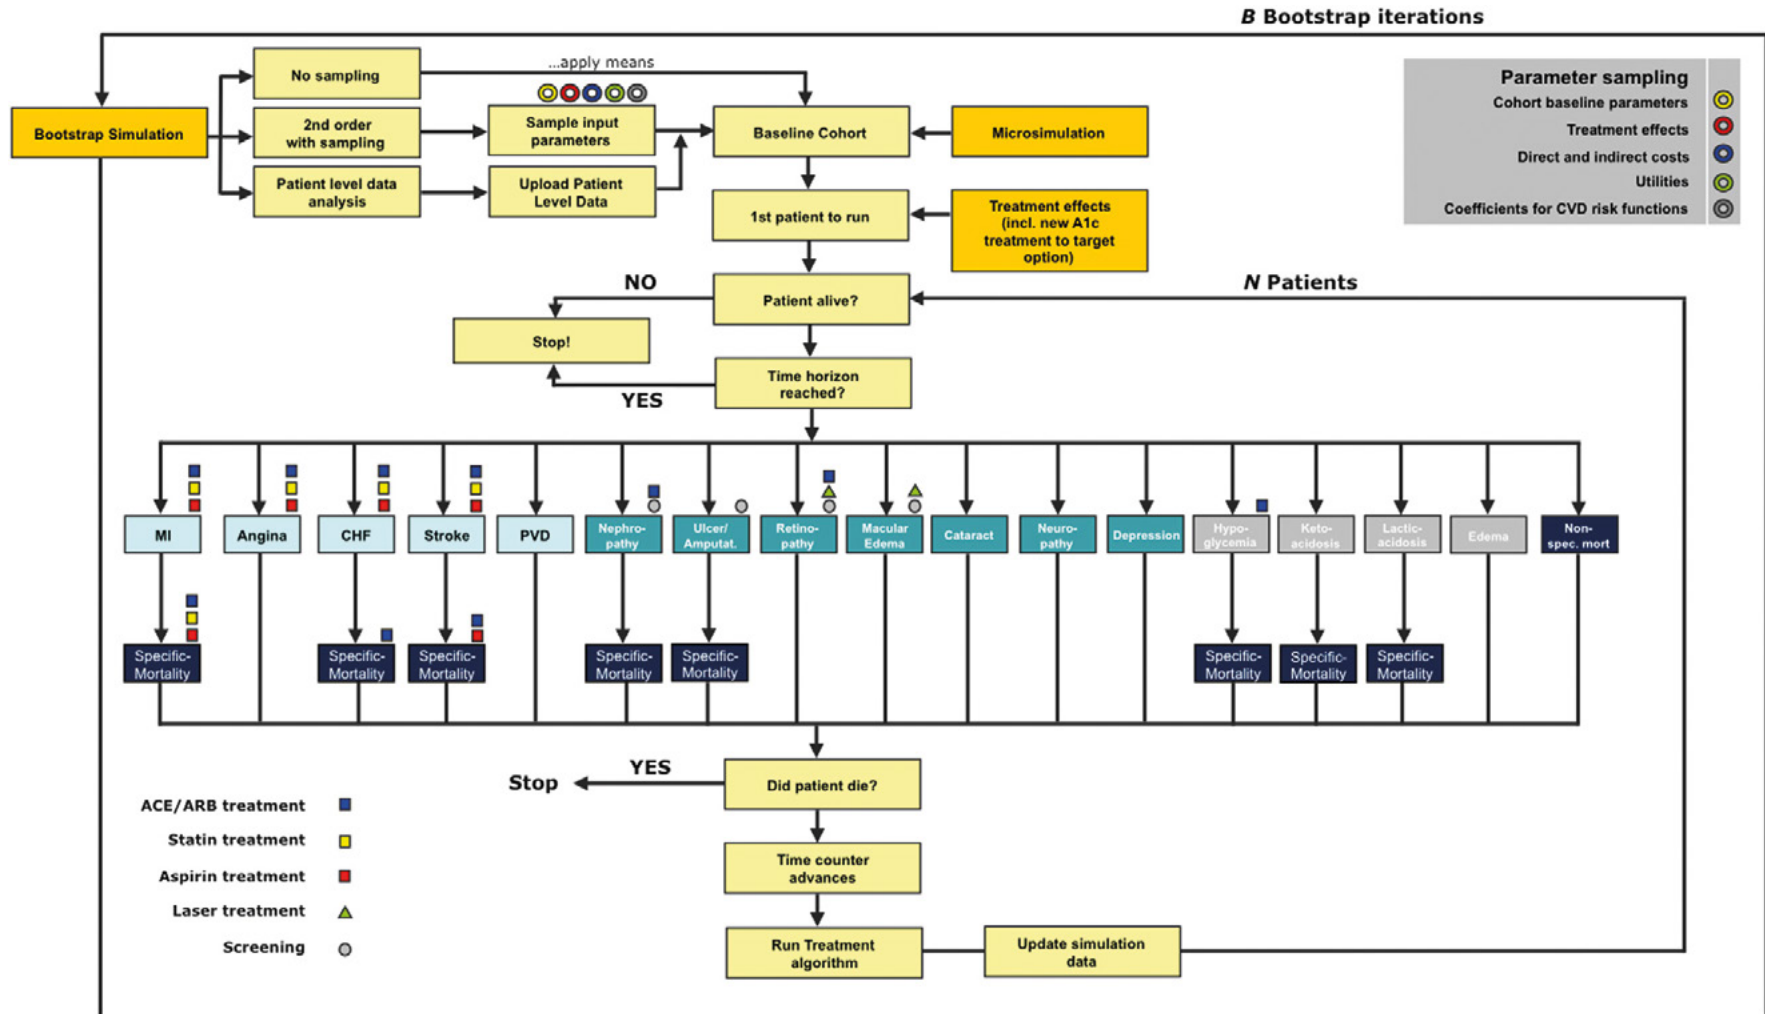 B Bootstrap iterations
No sampling
...apply means
Bootstrap Simulation
2nd order
with sampling
Sample input
parameters
Baseline Cohort
Microsimulation
Patient level data
analysis
Upload Patient
Level Data
1st patient to run
Treatment effects
(incl. new A1c
treatment to target
option)
Parameter sampling
Cohort baseline parameters
Treatment effects
Direct and indirect costs
Utilities
Coefficients for CVD risk functions
NO
Patient alive?
N Patients
Stop!
Time horizon
reached?
YES
MI
Angina
CHF
Stroke
PVD
Nephro-
pathy
Ulcer/
Amputat.
Retino-
pathy
Macular
Edema
Cataract
Neuro-
pathy
Depression
Hypo-
glycemia
Keto-
acidosis
Lactic-
acidosis
Edema
Non-
spec. mort
Specific-
Mortality
Specific-
Mortality
Specific-
Mortality
Specific-
Mortality
Specific-
Mortality
Specific-
Mortality
Specific-
Mortality
Specific-
Mortality
Stop
YES
Did patient die?
Time counter
advances
Run Treatment
algorithm
Update simulation
data
ACE/ARB treatment
Statin treatment
Aspirin treatment
Laser treatment
Screening